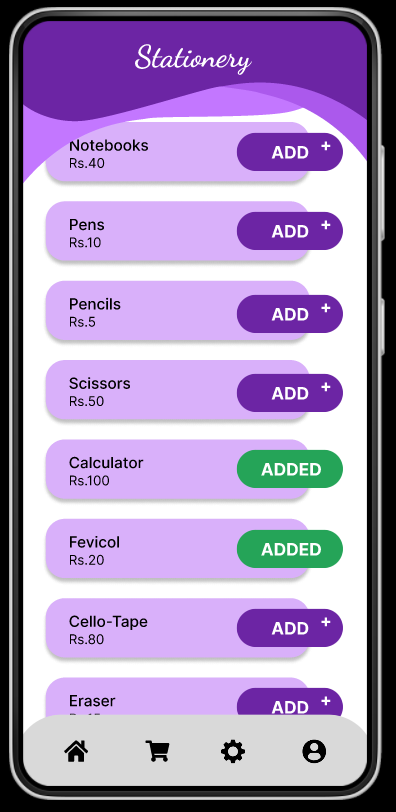 Stationery
Notebooks
Rs.40
ADD +
Pens
Rs.10
ADD +
Pencils
Rs.5
ADD +
Scissors
Rs.50
ADD +
Calculator
Rs.100
ADDED
Fevicol
Rs.20
ADDED
Cello-Tape
Rs.80
ADD +
Eraser
ADD +